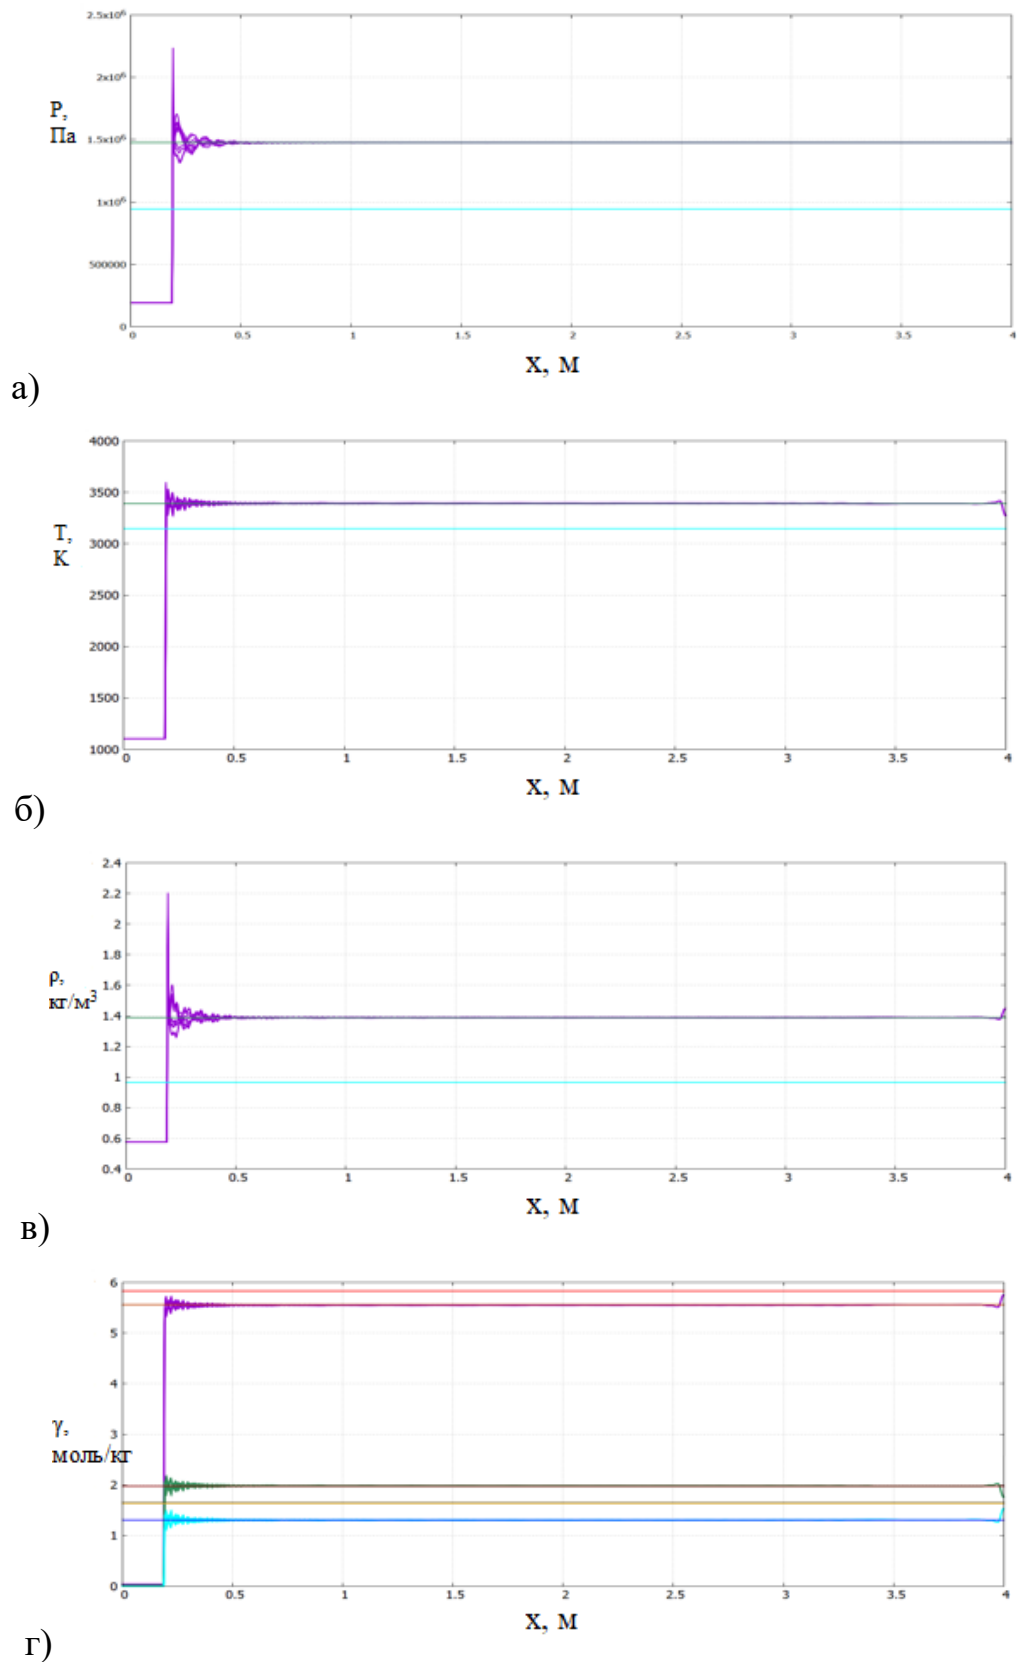 2.5x10⁶
2x10⁶
P,
Па
1.5x10⁶
1x10⁶
500000
0
0 0.5 1 1.5 2 2.5 3 3.5 4
x, м
а)
4000
3500
T,
К
3000
2500
2000
1500
1000
0 0.5 1 1.5 2 2.5 3 3.5 4
x, м
б)
2.4
2.2
2
1.8
1.6
ρ,
кг/м³
1.4
1.2
1
0.8
0.6
0.4
0 0.5 1 1.5 2 2.5 3 3.5 4
x, м
в)
6
5
4
3
γ,
моль/кг
2
1
0
0 0.5 1 1.5 2 2.5 3 3.5 4
x, м
г)